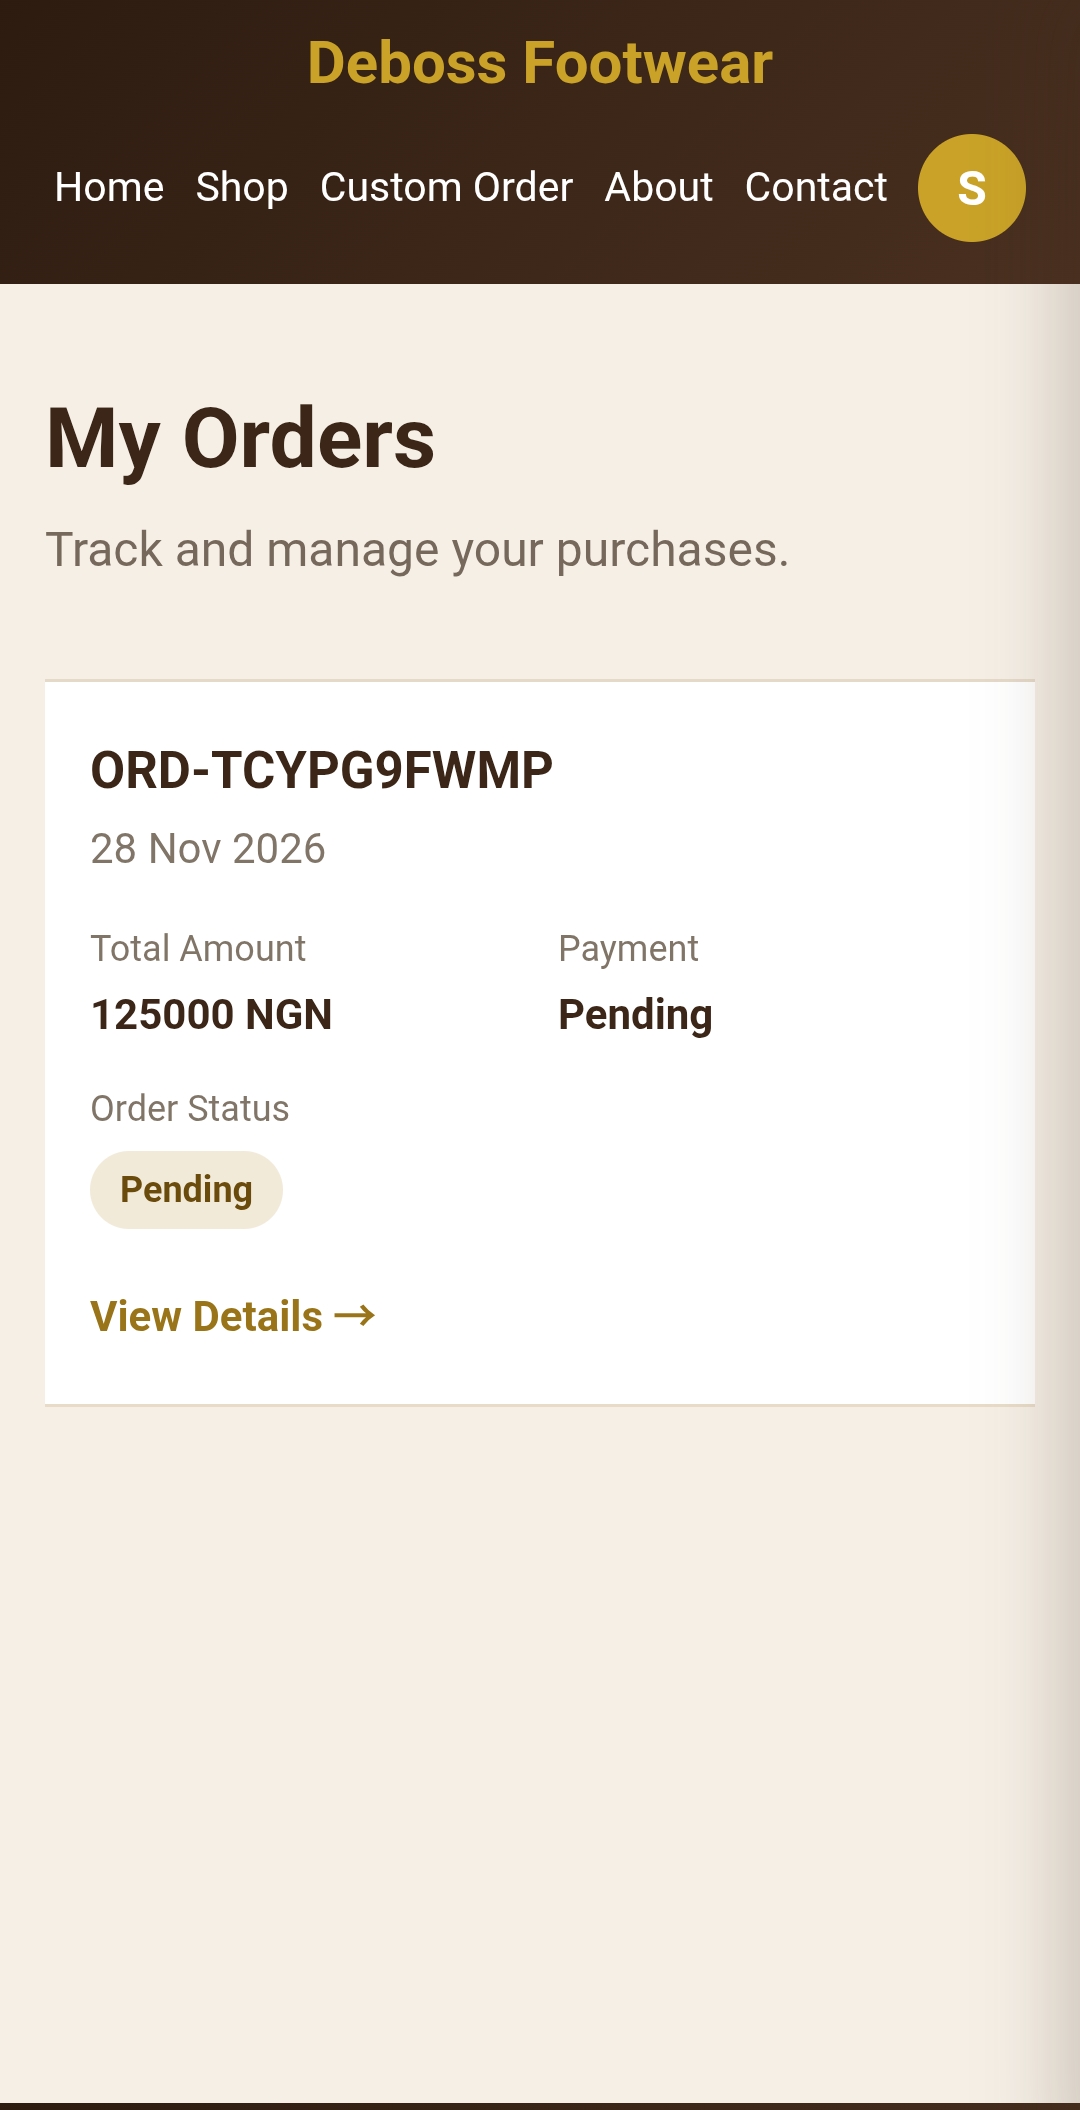 Deboss Footwear
Home Shop Custom Order About Contact S
My Orders
Track and manage your purchases.
ORD-TCYPG9FWMP
28 Nov 2026
Total Amount Payment
125000 NGN Pending
Order Status
Pending
View Details →